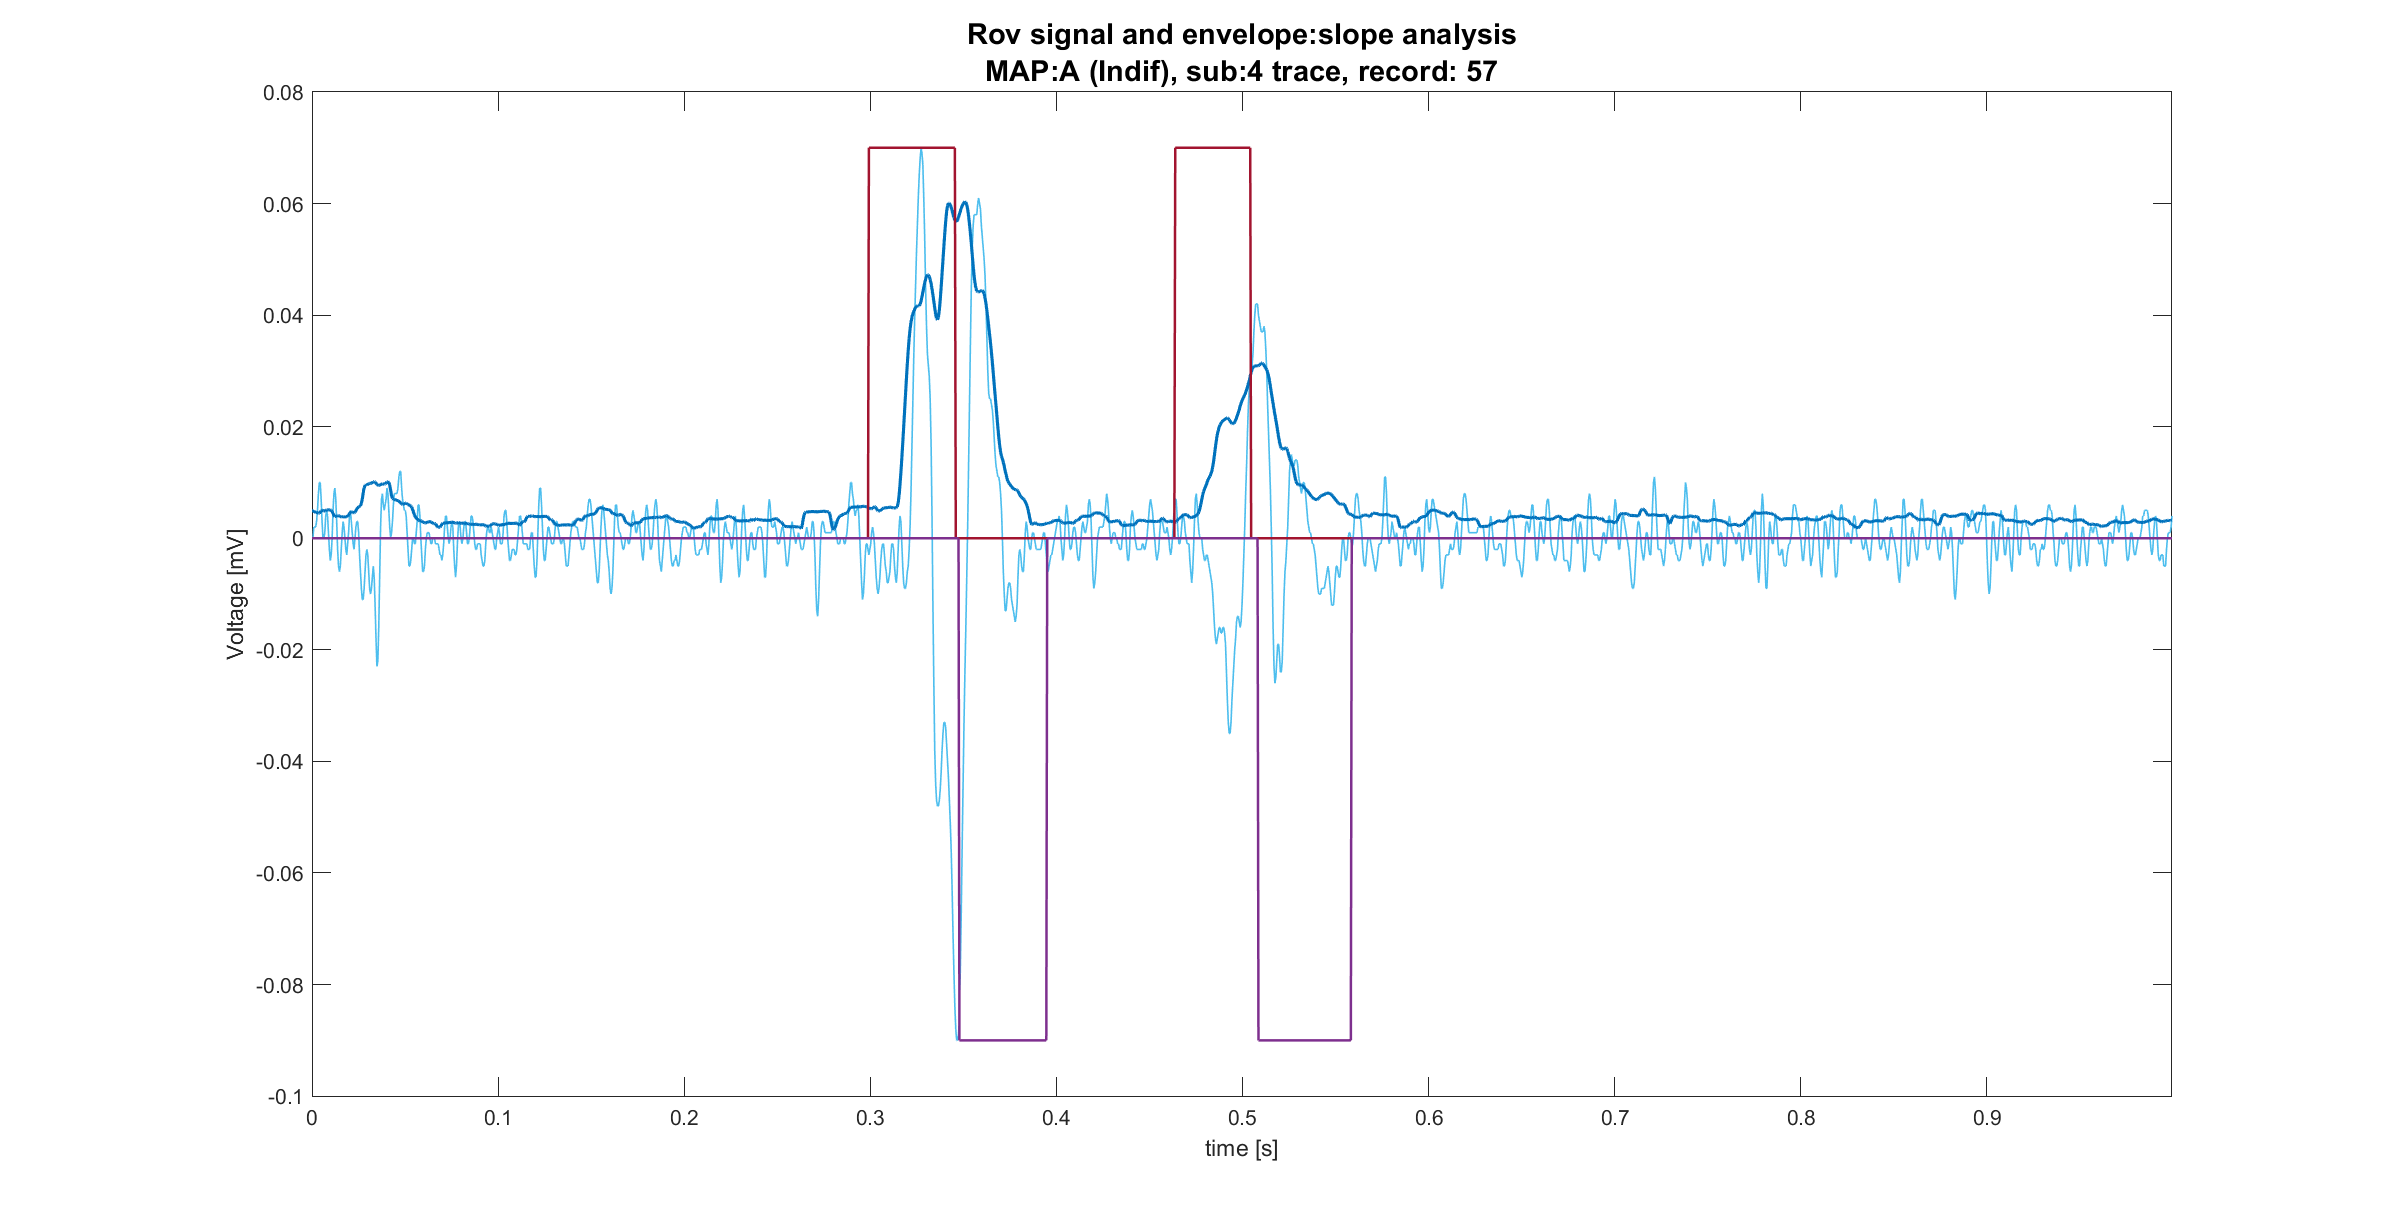 Rov signal and envelope:slope analysis
MAP:A (Indif), sub:4 trace, record: 57
0.08
0.06
0.04
0.02
0
-0.02
-0.04
-0.06
-0.08
-0.1
Voltage [mV]
0 0.1 0.2 0.3 0.4 0.5 0.6 0.7 0.8 0.9
time [s]